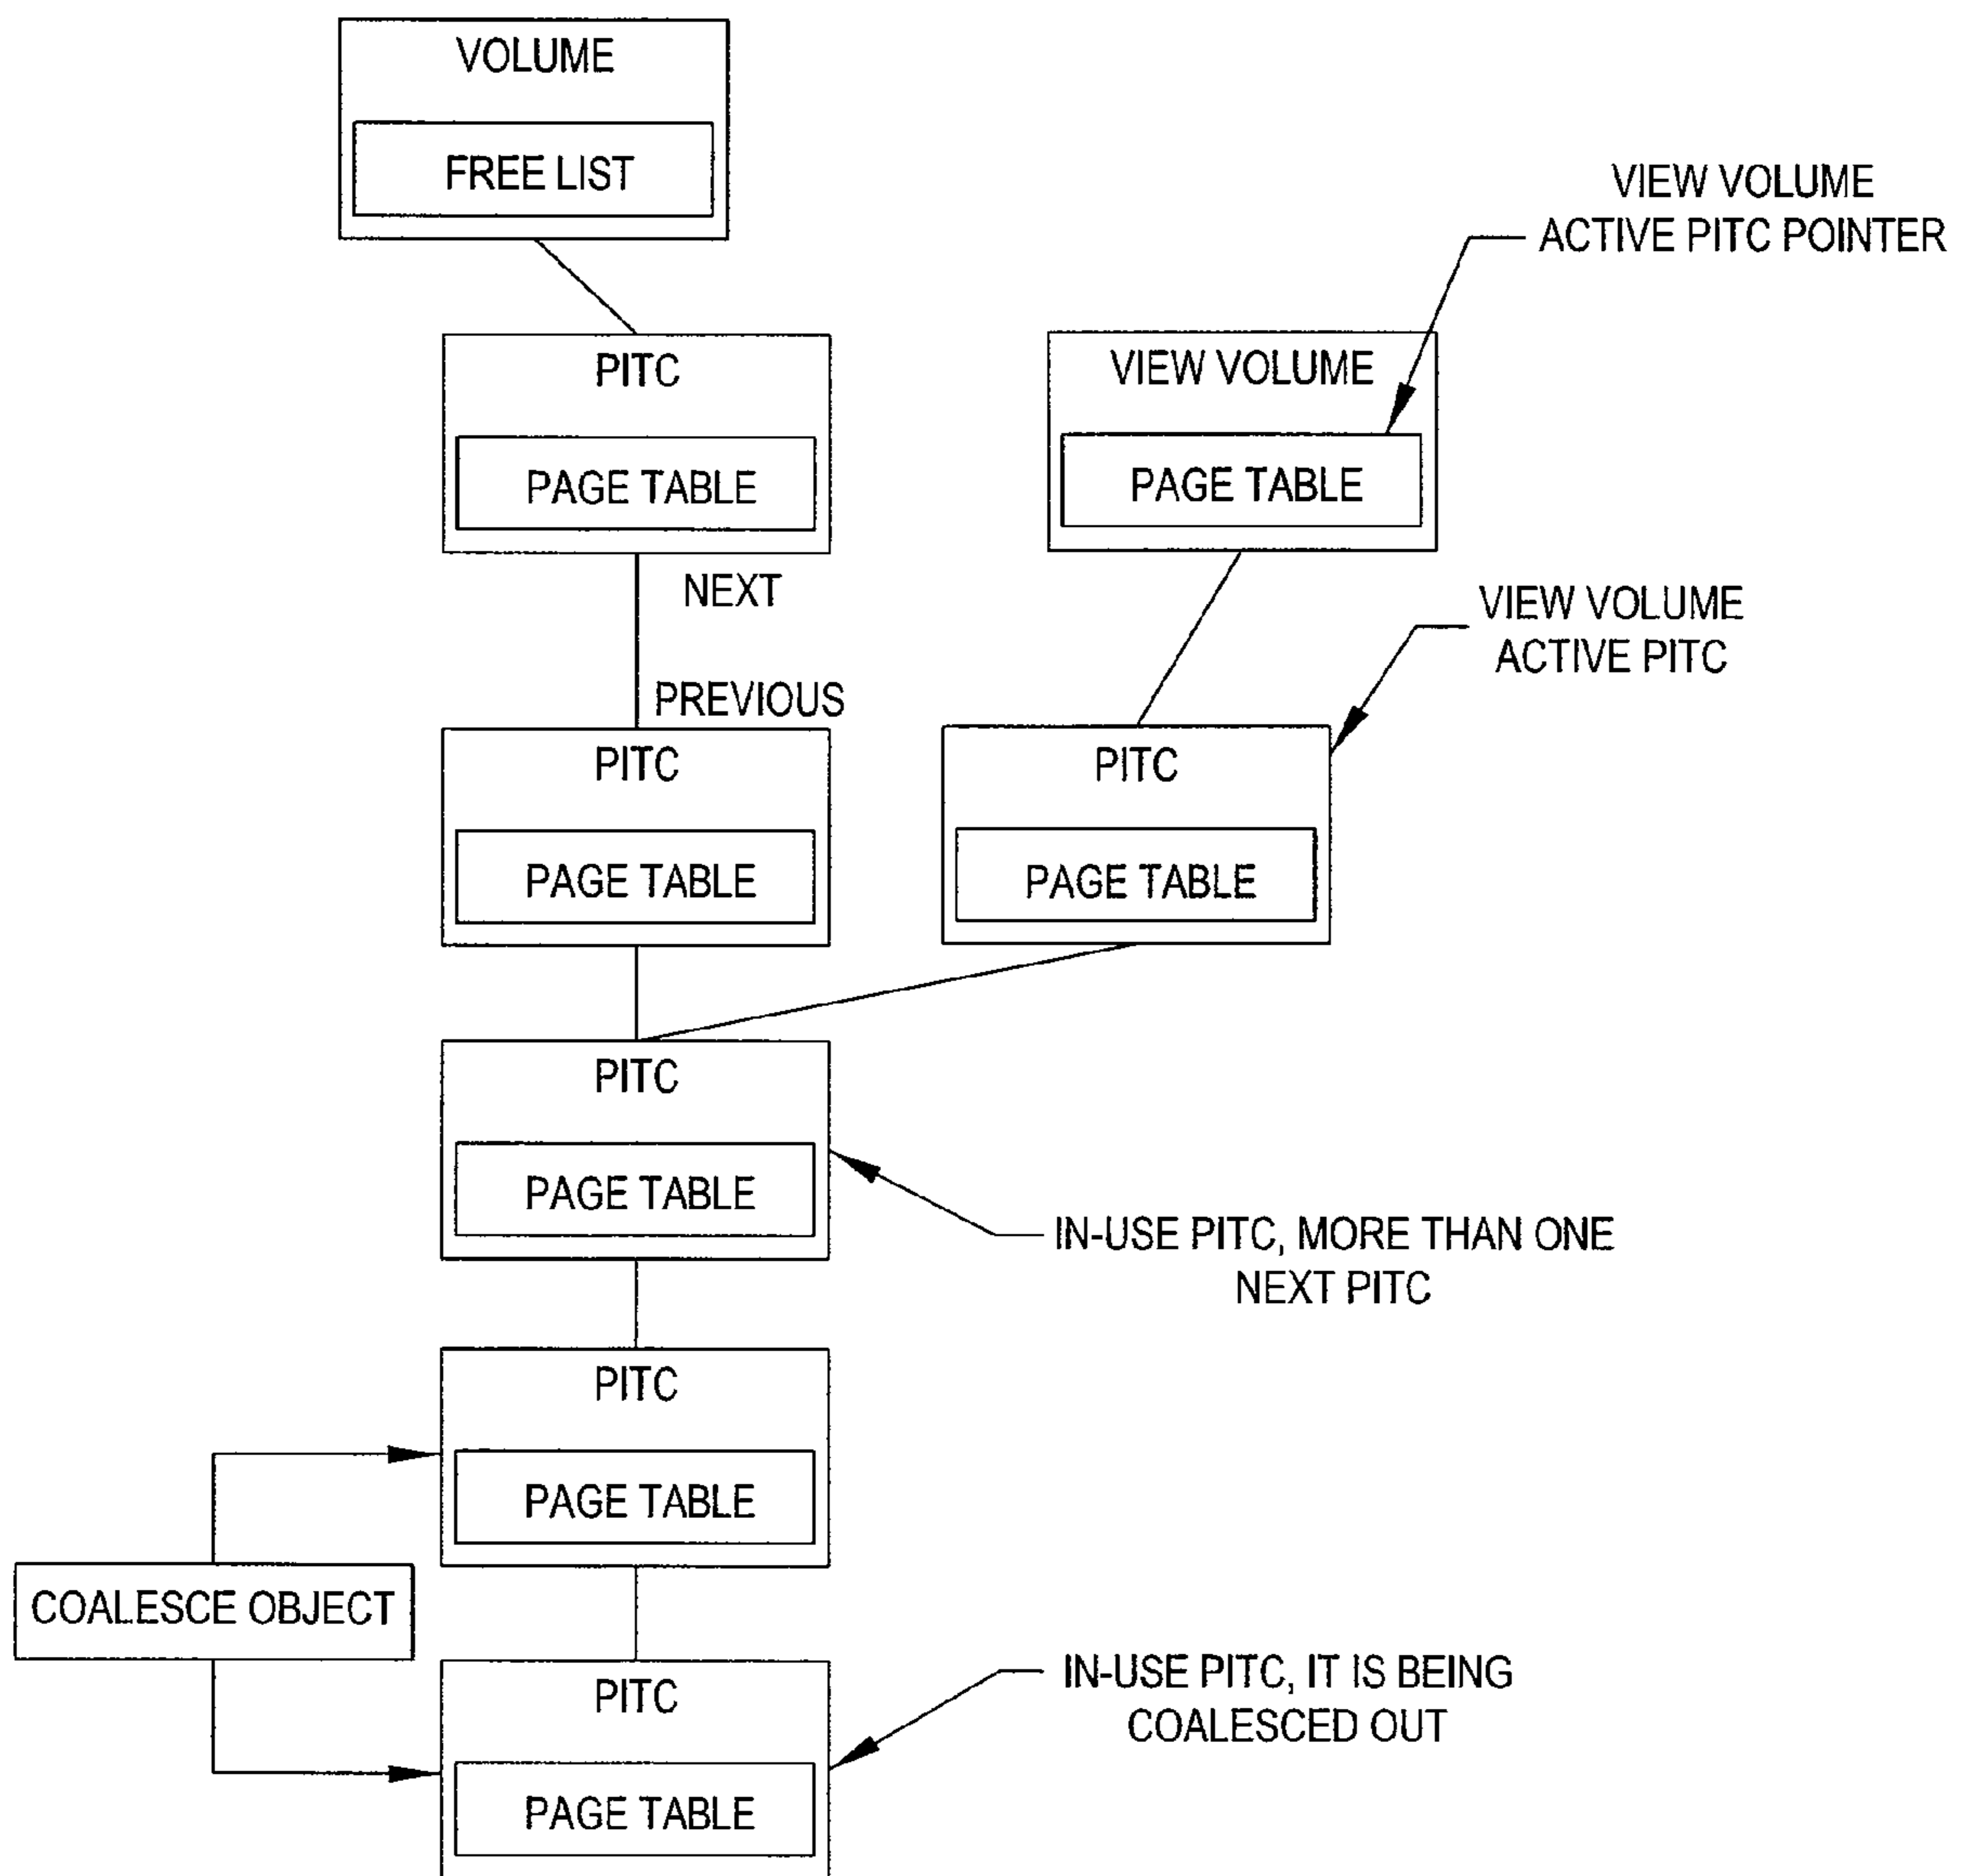 VOLUME
FREE LIST
VIEW VOLUME
ACTIVE PITC POINTER
PITC
PAGE TABLE
VIEW VOLUME
PAGE TABLE
NEXT
PREVIOUS
VIEW VOLUME
ACTIVE PITC
PITC
PAGE TABLE
PITC
PAGE TABLE
PITC
PAGE TABLE
IN-USE PITC, MORE THAN ONE
NEXT PITC
PITC
PAGE TABLE
COALESCE OBJECT
PITC
PAGE TABLE
IN-USE PITC, IT IS BEING
COALESCED OUT